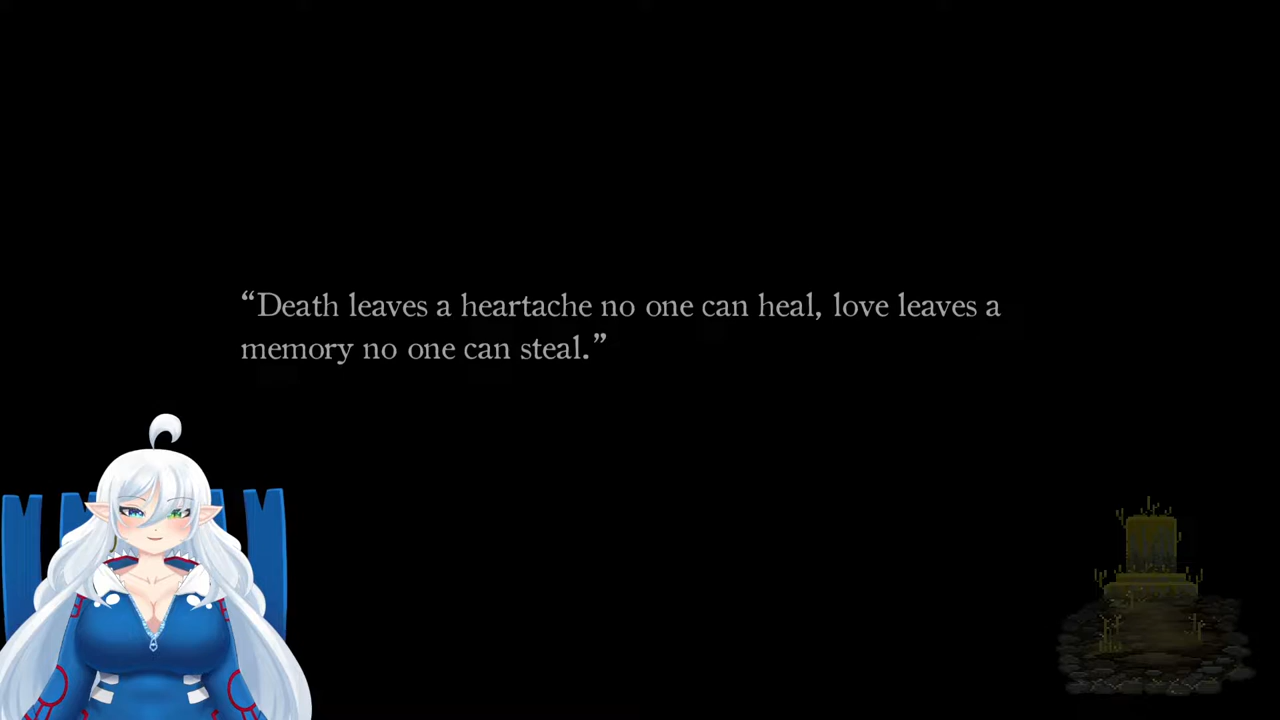 “Death leaves a heartache no one can heal, love leaves a
memory no one can steal.”